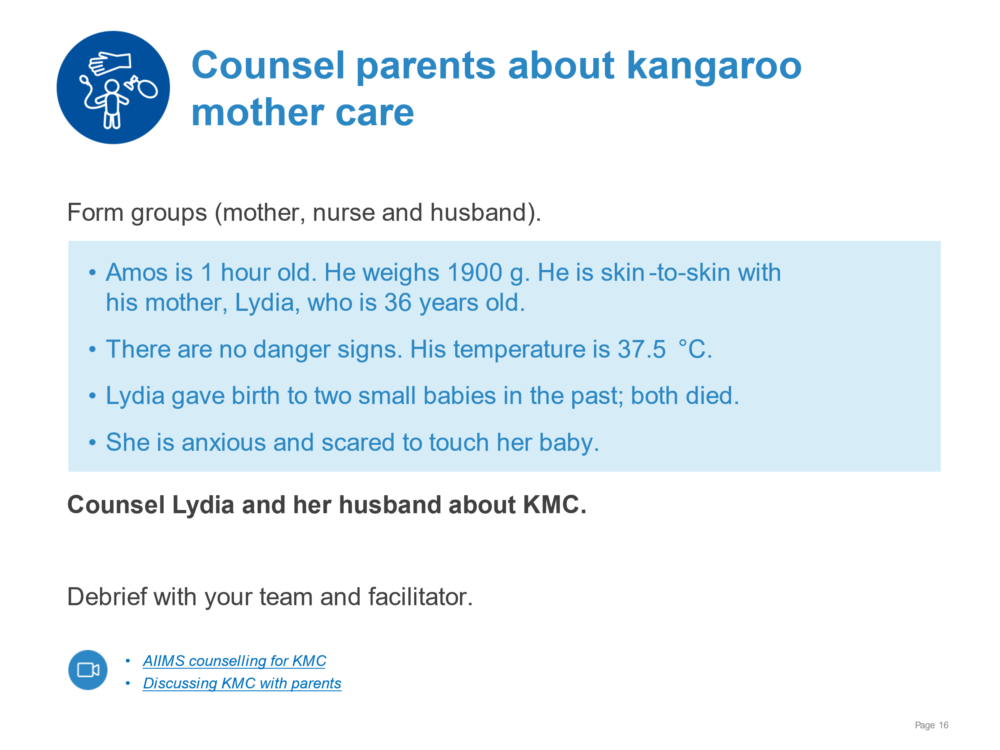 Counsel parents about kangaroo
mother care
Form groups (mother, nurse and husband).
• Amos is 1 hour old. He weighs 1900 g. He is skin-to-skin with
his mother, Lydia, who is 36 years old.
• There are no danger signs. His temperature is 37.5 °C.
• Lydia gave birth to two small babies in the past; both died.
• She is anxious and scared to touch her baby.
Counsel Lydia and her husband about KMC.
Debrief with your team and facilitator.
• AIIMS counselling for KMC
• Discussing KMC with parents
Page 16